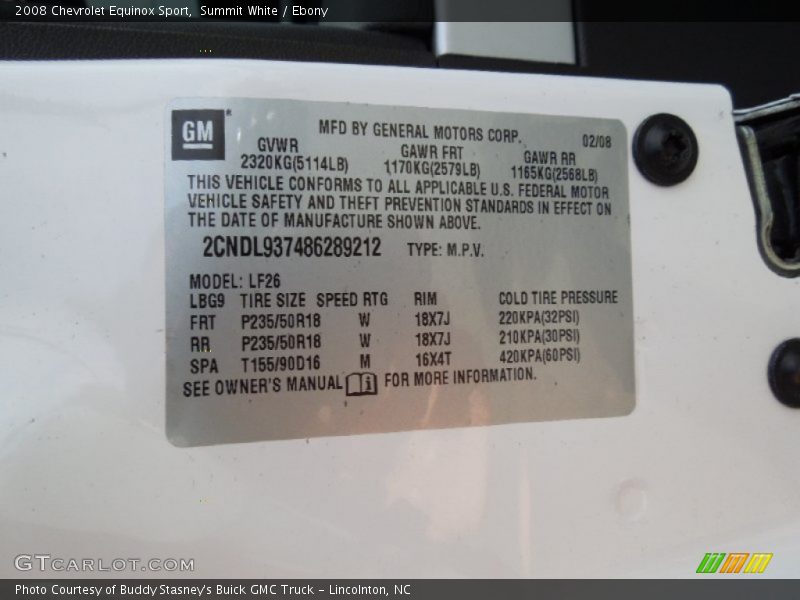 2008 Chevrolet Equinox Sport, Summit White / Ebony
GM
MFD BY GENERAL MOTORS CORP. 02/08
GVWR GAWR FRT GAWR RR
2320KG(5114LB) 1170KG(2579LB) 1165KG(2568LB)
THIS VEHICLE CONFORMS TO ALL APPLICABLE U.S. FEDERAL MOTOR
VEHICLE SAFETY AND THEFT PREVENTION STANDARDS IN EFFECT ON
THE DATE OF MANUFACTURE SHOWN ABOVE.
2CNDL937486289212 TYPE: M.P.V.
MODEL: LF26
LBG9 TIRE SIZE SPEED RTG RIM COLD TIRE PRESSURE
FRT P235/50R18 W 18X7J 220KPA(32PSI)
RR P235/50R18 W 18X7J 210KPA(30PSI)
SPA T155/90D16 M 16X4T 420KPA(60PSI)
SEE OWNER'S MANUAL FOR MORE INFORMATION.
GTCARLOT.COM
Photo Courtesy of Buddy Stasney's Buick GMC Truck - Lincolnton, NC